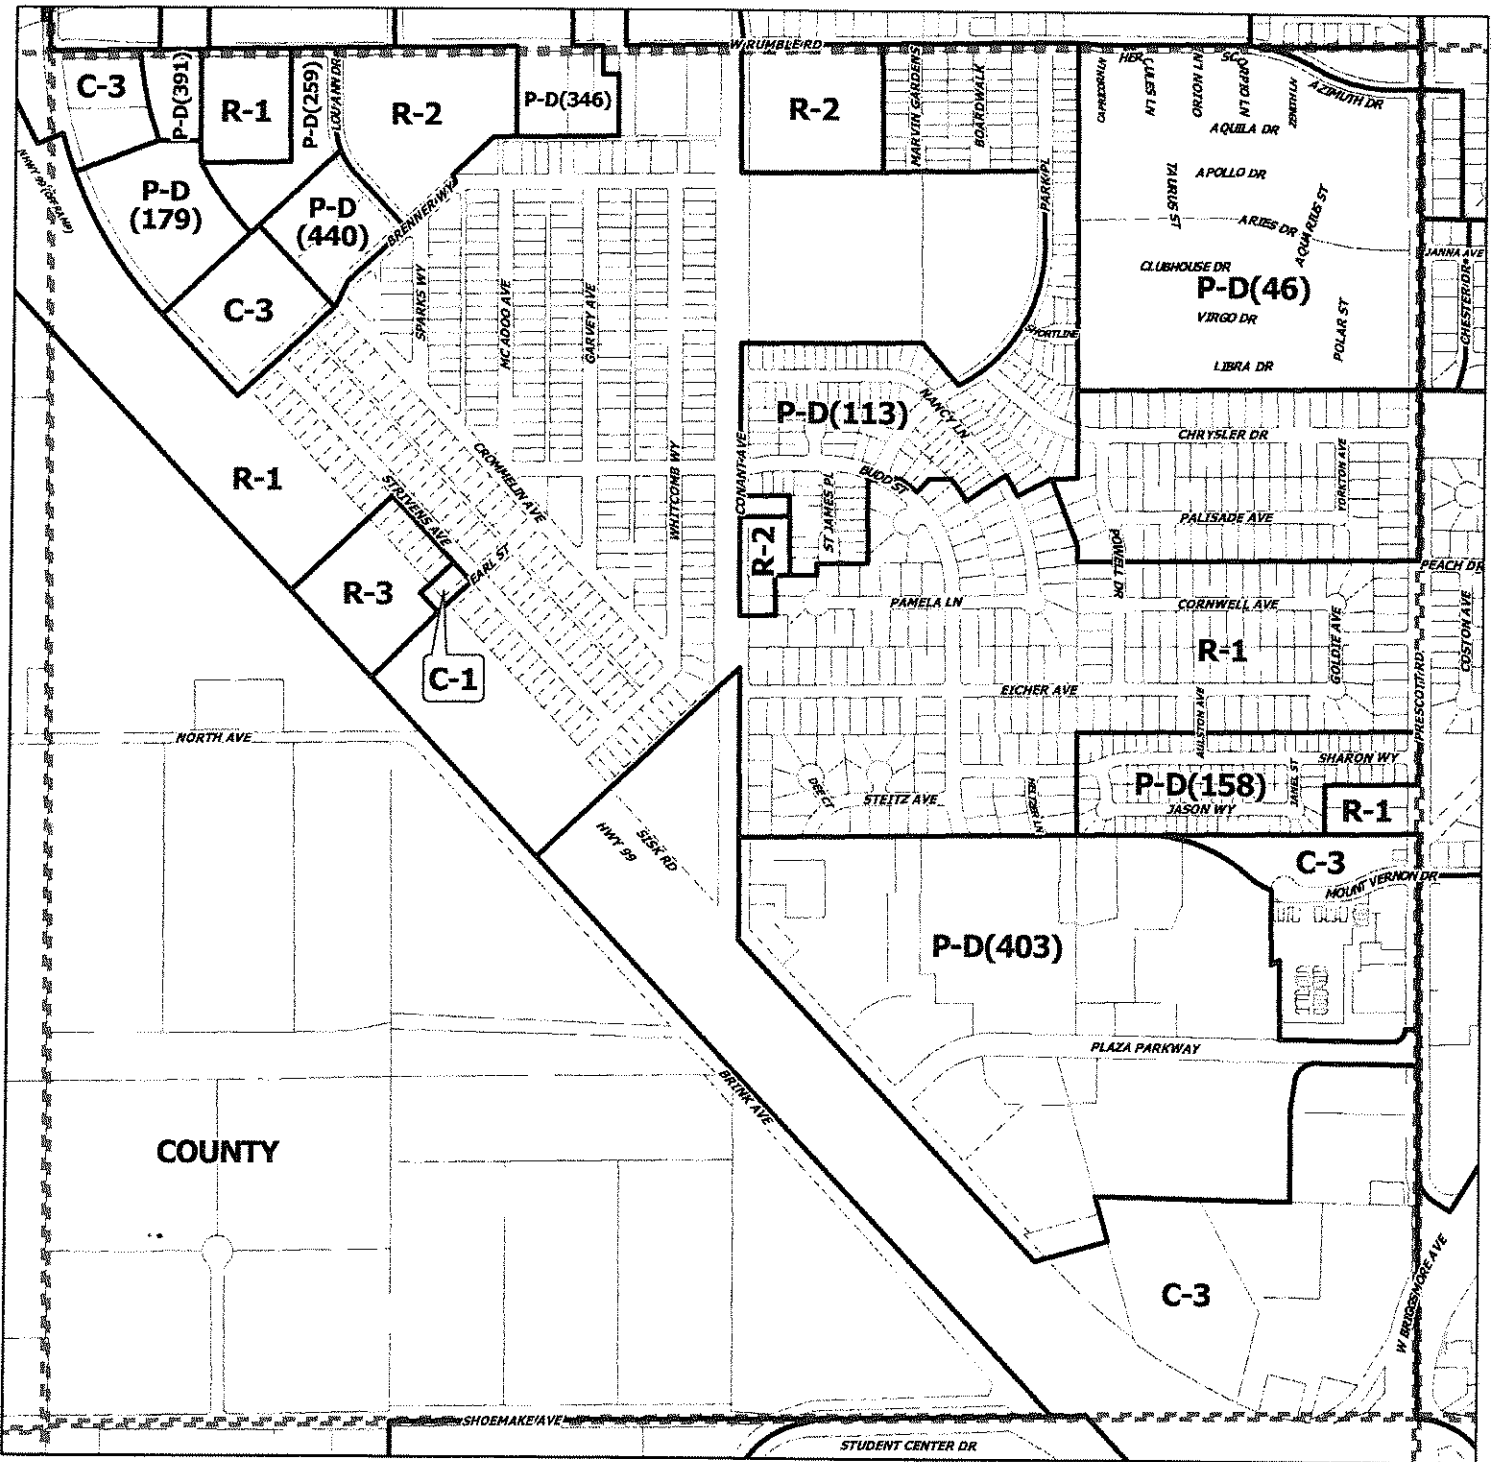 W RUMBLE RD
C-3
P-D(391)
R-1
P-D(259)
LOUVANN DR
R-2
P-D(346)
R-2
MARVIN GARDENS
BOARDWALK
PARK PL
CAPRICORN LN
HER
CULES LN
ORION LN
SC
ORPIO LN
ZENITH LN
AZIMUTH DR
AQUILA DR
APOLLO DR
TAURUS ST
ARIES DR
AQUARIUS ST
CLUBHOUSE DR
P-D(46)
VIRGO DR
POLAR ST
LIBRA DR
JANNA AVE
CHESTER DR
P-D
(179)
P-D
(440)
BRENNER WY
C-3
SPARKS WY
MC ADOO AVE
GARVEY AVE
SHORTLINE
P-D(113)
NANCY LN
CHRYSLER DR
YORKTON AVE
PALISADE AVE
R-1
CROMMELIN AVE
STRIVENS AVE
WHITCOMB WY
CONANT AVE
BUDD ST
ST JAMES PL
R-2
POWELL DR
PEACH DR
R-3
EARL ST
C-1
PAMELA LN
CORNWELL AVE
GOLDIE AVE
COSTON AVE
R-1
EICHER AVE
PRESCOTT RD
AULSTON AVE
NORTH AVE
SHARON WY
P-D(158)
JANEL ST
JASON WY
R-1
DEE CT
STEITZ AVE
HELTZER LN
HWY 99
SISK RD
C-3
MOUNT VERNON DR
P-D(403)
PLAZA PARKWAY
BRINK AVE
COUNTY
C-3
W BRIGGSMORE AVE
SHOEMAKE AVE
STUDENT CENTER DR